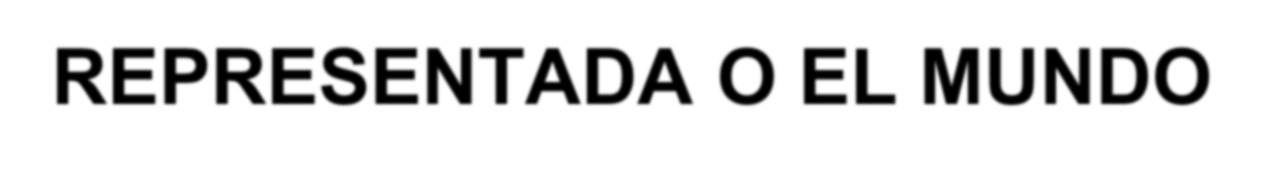 REPRESENTADA O EL MUNDO